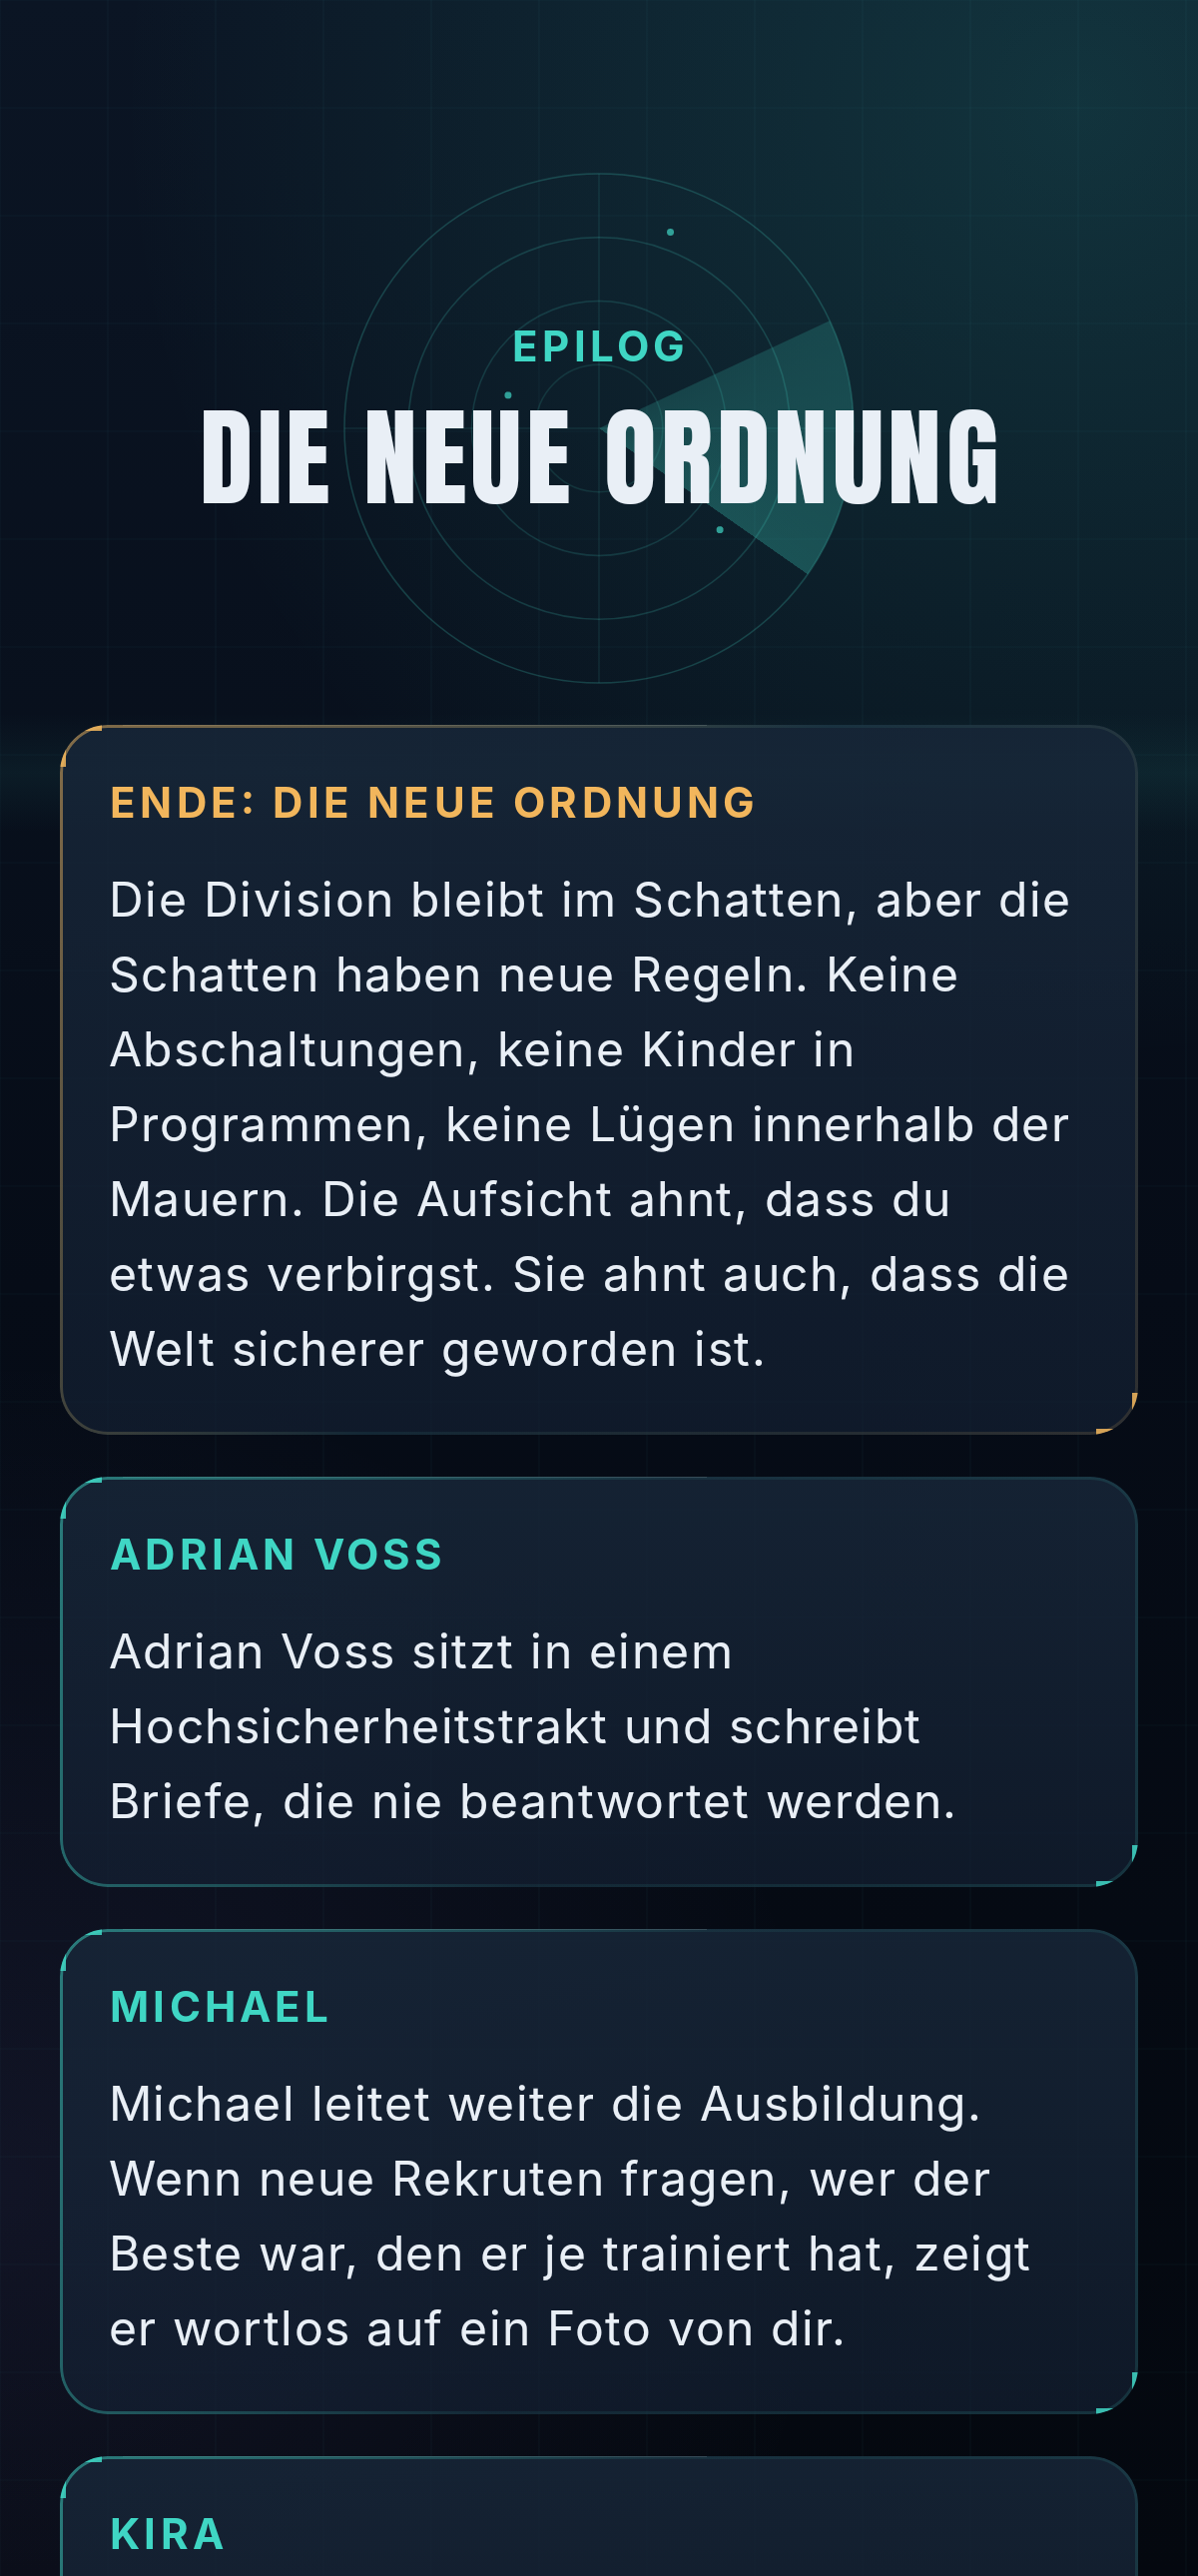 EPILOG
DIE NEUE ORDNUNG
ENDE: DIE NEUE ORDNUNG
Die Division bleibt im Schatten, aber die
Schatten haben neue Regeln. Keine
Abschaltungen, keine Kinder in
Programmen, keine Lügen innerhalb der
Mauern. Die Aufsicht ahnt, dass du
etwas verbirgst. Sie ahnt auch, dass die
Welt sicherer geworden ist.
ADRIAN VOSS
Adrian Voss sitzt in einem
Hochsicherheitstrakt und schreibt
Briefe, die nie beantwortet werden.
MICHAEL
Michael leitet weiter die Ausbildung.
Wenn neue Rekruten fragen, wer der
Beste war, den er je trainiert hat, zeigt
er wortlos auf ein Foto von dir.
KIRA